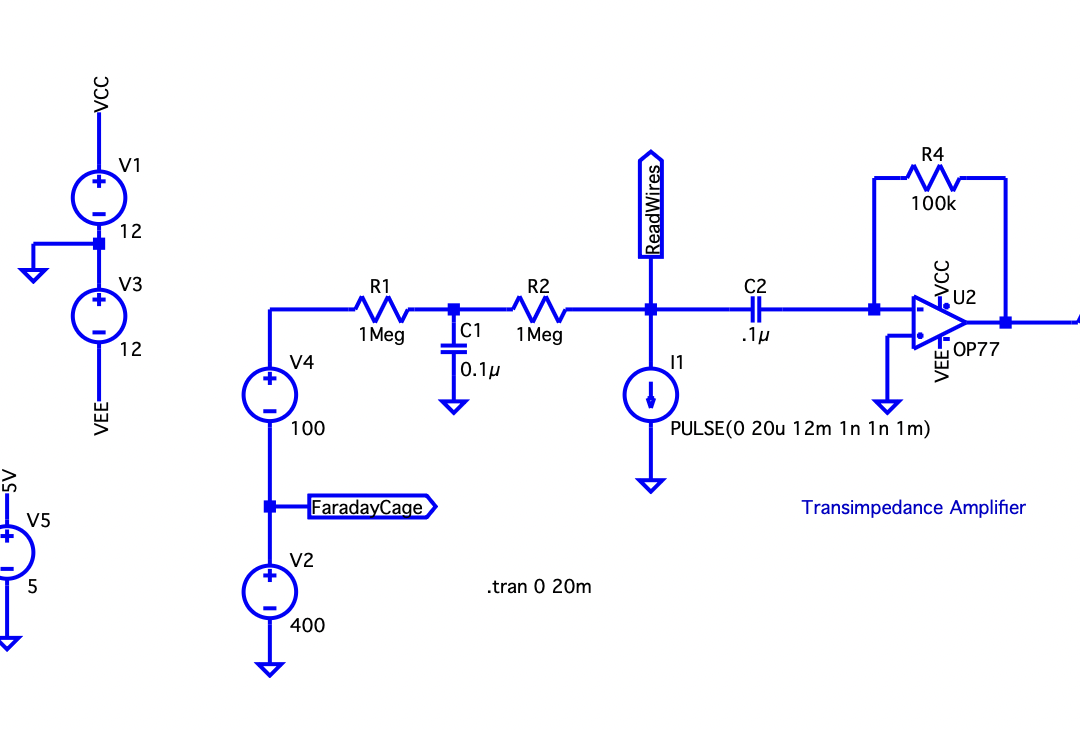 VCC
V1
12
V3
12
VEE
5V
V5
5
R1
1Meg
R2
1Meg
C1
0.1µ
V4
100
FaradayCage
V2
400
.tran 0 20m
ReadWires
I1
PULSE(0 20u 12m 1n 1n 1m)
C2
.1µ
R4
100k
VCC
U2
OP77
VEE
Transimpedance Amplifier